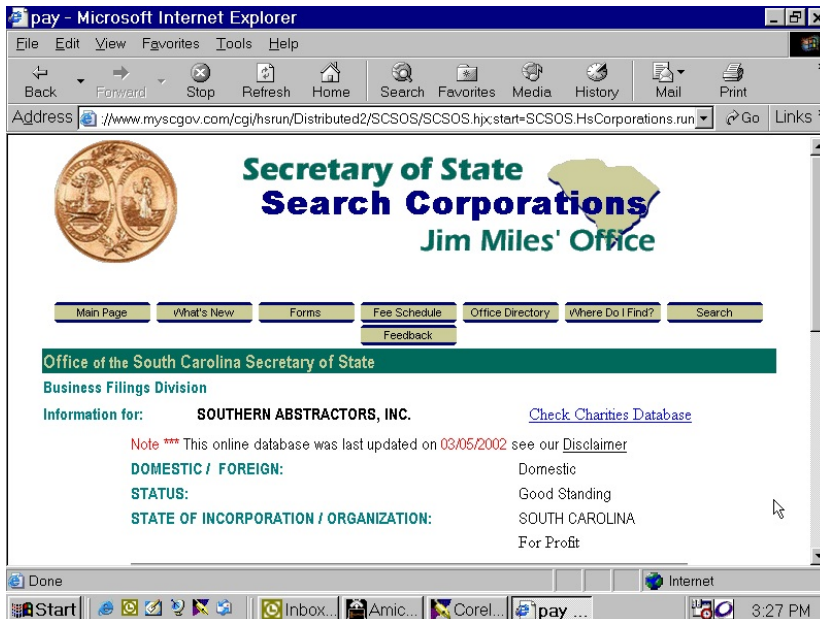 pay - Microsoft Internet Explorer
File Edit View Favorites Tools Help
Back Forward Stop Refresh Home Search Favorites Media History Mail Print
Address ://www.myscgov.com/cgi/hsrun/Distributed2/SCSOS/SCSOS.hjx;start=SCSOS.HsCorporations.run Go Links
Secretary of State
Search Corporations
Jim Miles' Office
Main Page What's New Forms Fee Schedule Office Directory Where Do I Find? Search
Feedback
Office of the South Carolina Secretary of State
Business Filings Division
Information for: SOUTHERN ABSTRACTORS, INC. Check Charities Database
Note *** This online database was last updated on 03/05/2002 see our Disclaimer
DOMESTIC / FOREIGN: Domestic
STATUS: Good Standing
STATE OF INCORPORATION / ORGANIZATION: SOUTH CAROLINA
For Profit
Done Internet
Start Inbox... Amic... Corel... pay ... 3:27 PM